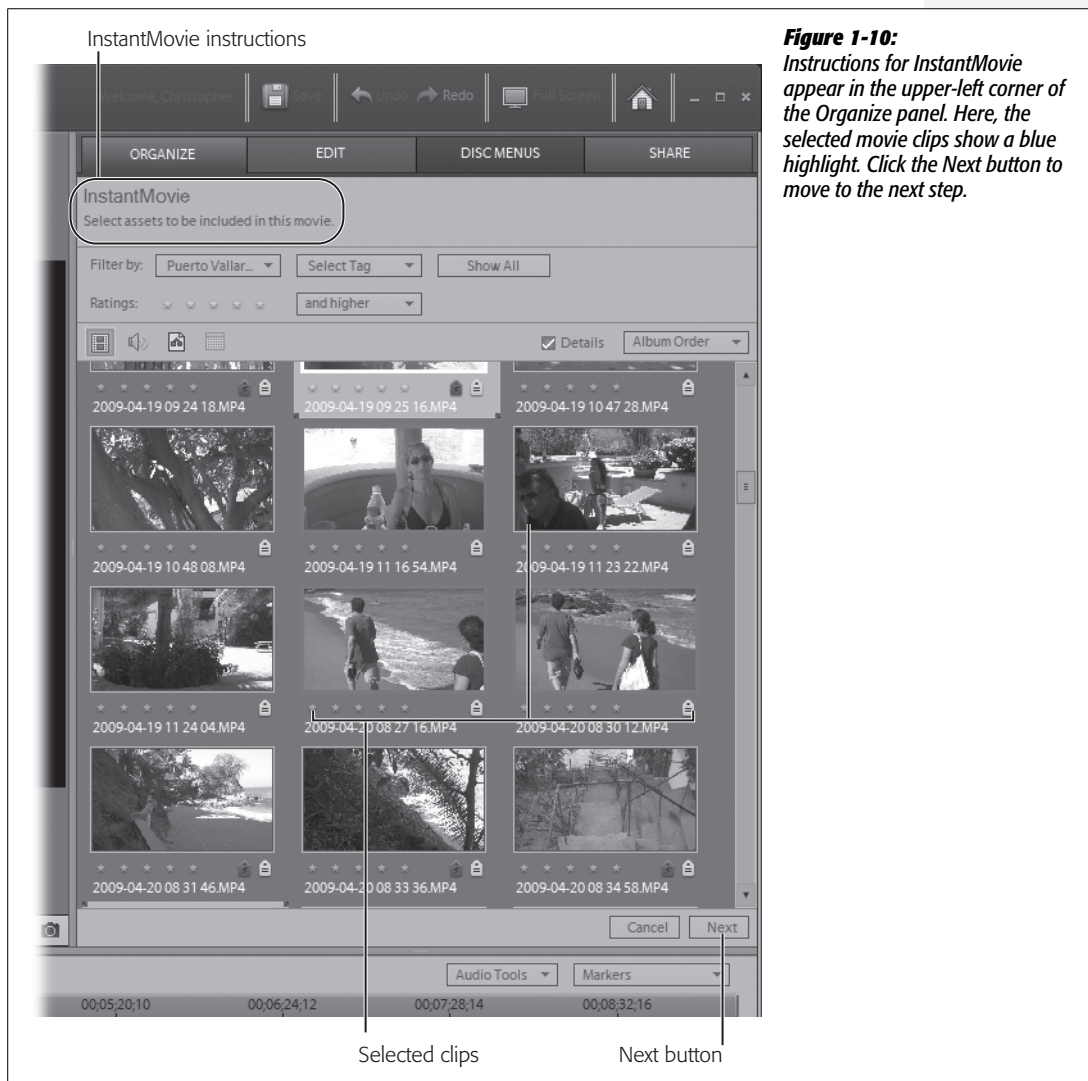 InstantMovie instructions
Figure 1-10:
Instructions for InstantMovie
appear in the upper-left corner of
the Organize panel. Here, the
selected movie clips show a blue
highlight. Click the Next button to
move to the next step.
Welcome, Christopher Save Undo Redo Full Screen
ORGANIZE EDIT DISC MENUS SHARE
InstantMovie
Select assets to be included in this movie.
Filter by: Puerto Vallar... Select Tag Show All
Ratings: and higher
Details Album Order
2009-04-19 09 24 18.MP4 2009-04-19 09 25 16.MP4 2009-04-19 10 47 28.MP4
2009-04-19 10 48 08.MP4 2009-04-19 11 16 54.MP4 2009-04-19 11 23 22.MP4
2009-04-19 11 24 04.MP4 2009-04-20 08 27 16.MP4 2009-04-20 08 30 12.MP4
2009-04-20 08 31 46.MP4 2009-04-20 08 33 36.MP4 2009-04-20 08 34 58.MP4
Cancel Next
Audio Tools Markers
00;05;20;10 00;06;24;12 00;07;28;14 00;08;32;16
Selected clips Next button